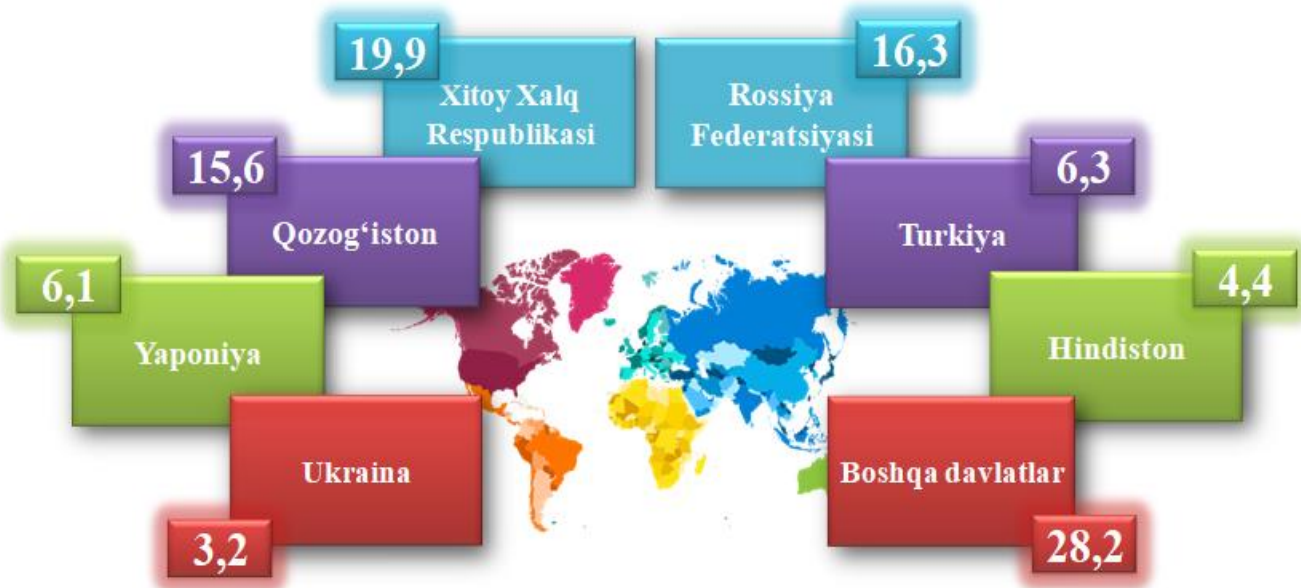 19,9
Xitoy Xalq
Respublikasi
16,3
Rossiya
Federatsiyasi
15,6
Qozog‘iston
6,3
Turkiya
6,1
Yaponiya
4,4
Hindiston
Ukraina
3,2
Boshqa davlatlar
28,2